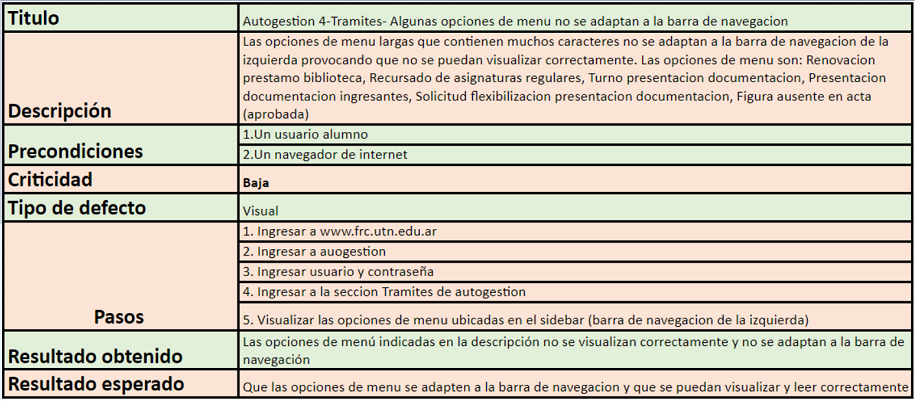 Titulo
Autogestion 4-Tramites- Algunas opciones de menu no se adaptan a la barra de navegacion
Descripción
Las opciones de menu largas que contienen muchos caracteres no se adaptan a la barra de navegacion de la
izquierda provocando que no se puedan visualizar correctamente. Las opciones de menu son: Renovacion
prestamo biblioteca, Recursado de asignaturas regulares, Turno presentacion documentacion, Presentacion
documentacion ingresantes, Solicitud flexibilizacion presentacion documentacion, Figura ausente en acta
(aprobada)
Precondiciones
1.Un usuario alumno
2.Un navegador de internet
Criticidad
Baja
Tipo de defecto
Visual
Pasos
1. Ingresar a www.frc.utn.edu.ar
2. Ingresar a auogestion
3. Ingresar usuario y contraseña
4. Ingresar a la seccion Tramites de autogestion
5. Visualizar las opciones de menu ubicadas en el sidebar (barra de navegacion de la izquierda)
Resultado obtenido
Las opciones de menú indicadas en la descripción no se visualizan correctamente y no se adaptan a la barra de
navegación
Resultado esperado
Que las opciones de menu se adapten a la barra de navegacion y que se puedan visualizar y leer correctamente